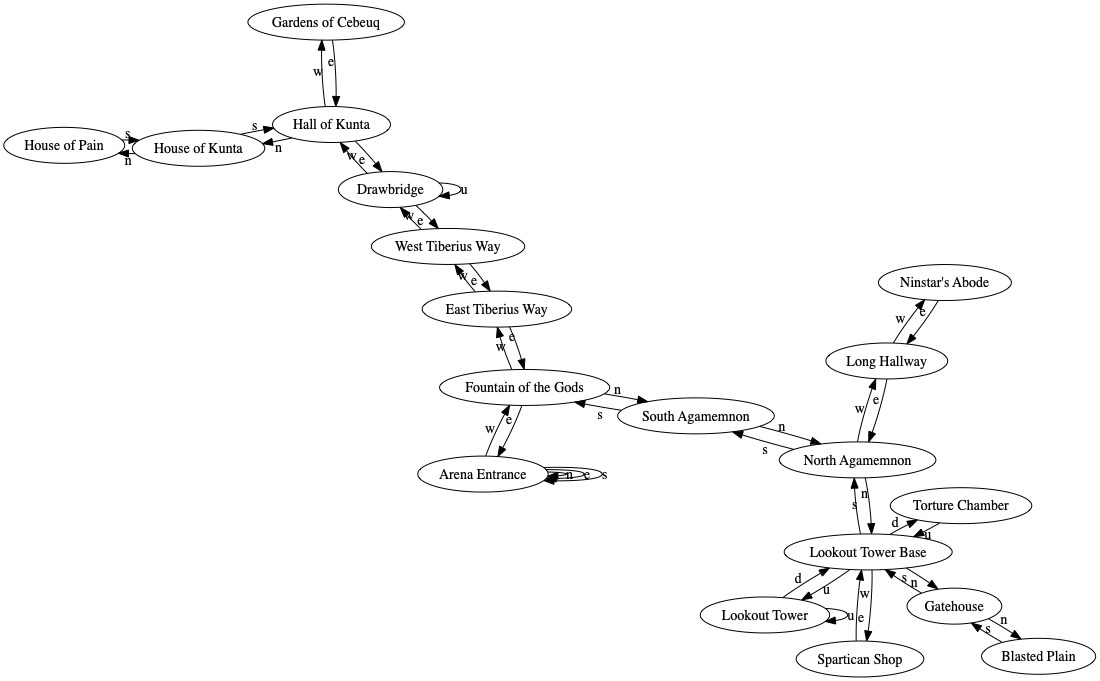 Gardens of Cebeuq
e
w
Hall of Kunta
s
n
House of Pain
s
n
House of Kunta
w
e
Drawbridge
u
w
e
West Tiberius Way
w
e
East Tiberius Way
e
w
Fountain of the Gods
n
s
South Agamemnon
w
e
Arena Entrance
n
e
s
n
s
North Agamemnon
Ninstar's Abode
w
e
Long Hallway
w
e
s
n
Torture Chamber
d
u
Lookout Tower Base
d
u
s
n
Lookout Tower
u
w
e
Gatehouse
n
s
Spartican Shop
Blasted Plain